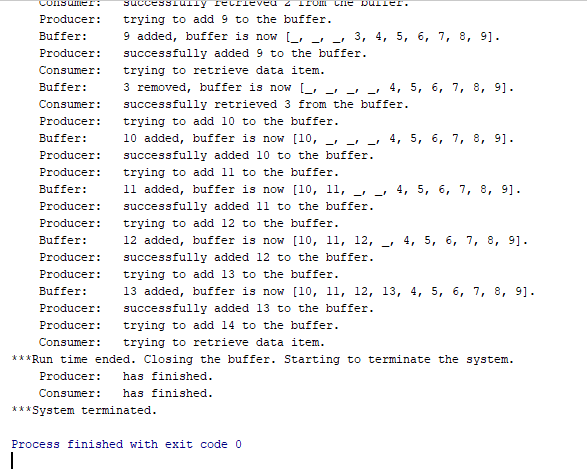 Consumer: successfully retrieved 2 from the buffer.
Producer: trying to add 9 to the buffer.
Buffer: 9 added, buffer is now [_, _, _, 3, 4, 5, 6, 7, 8, 9].
Producer: successfully added 9 to the buffer.
Consumer: trying to retrieve data item.
Buffer: 3 removed, buffer is now [_, _, _, _, 4, 5, 6, 7, 8, 9].
Consumer: successfully retrieved 3 from the buffer.
Producer: trying to add 10 to the buffer.
Buffer: 10 added, buffer is now [10, _, _, _, 4, 5, 6, 7, 8, 9].
Producer: successfully added 10 to the buffer.
Producer: trying to add 11 to the buffer.
Buffer: 11 added, buffer is now [10, 11, _, _, 4, 5, 6, 7, 8, 9].
Producer: successfully added 11 to the buffer.
Producer: trying to add 12 to the buffer.
Buffer: 12 added, buffer is now [10, 11, 12, _, 4, 5, 6, 7, 8, 9].
Producer: successfully added 12 to the buffer.
Producer: trying to add 13 to the buffer.
Buffer: 13 added, buffer is now [10, 11, 12, 13, 4, 5, 6, 7, 8, 9].
Producer: successfully added 13 to the buffer.
Producer: trying to add 14 to the buffer.
Consumer: trying to retrieve data item.
***Run time ended. Closing the buffer. Starting to terminate the system.
Producer: has finished.
Consumer: has finished.
***System terminated.
Process finished with exit code 0